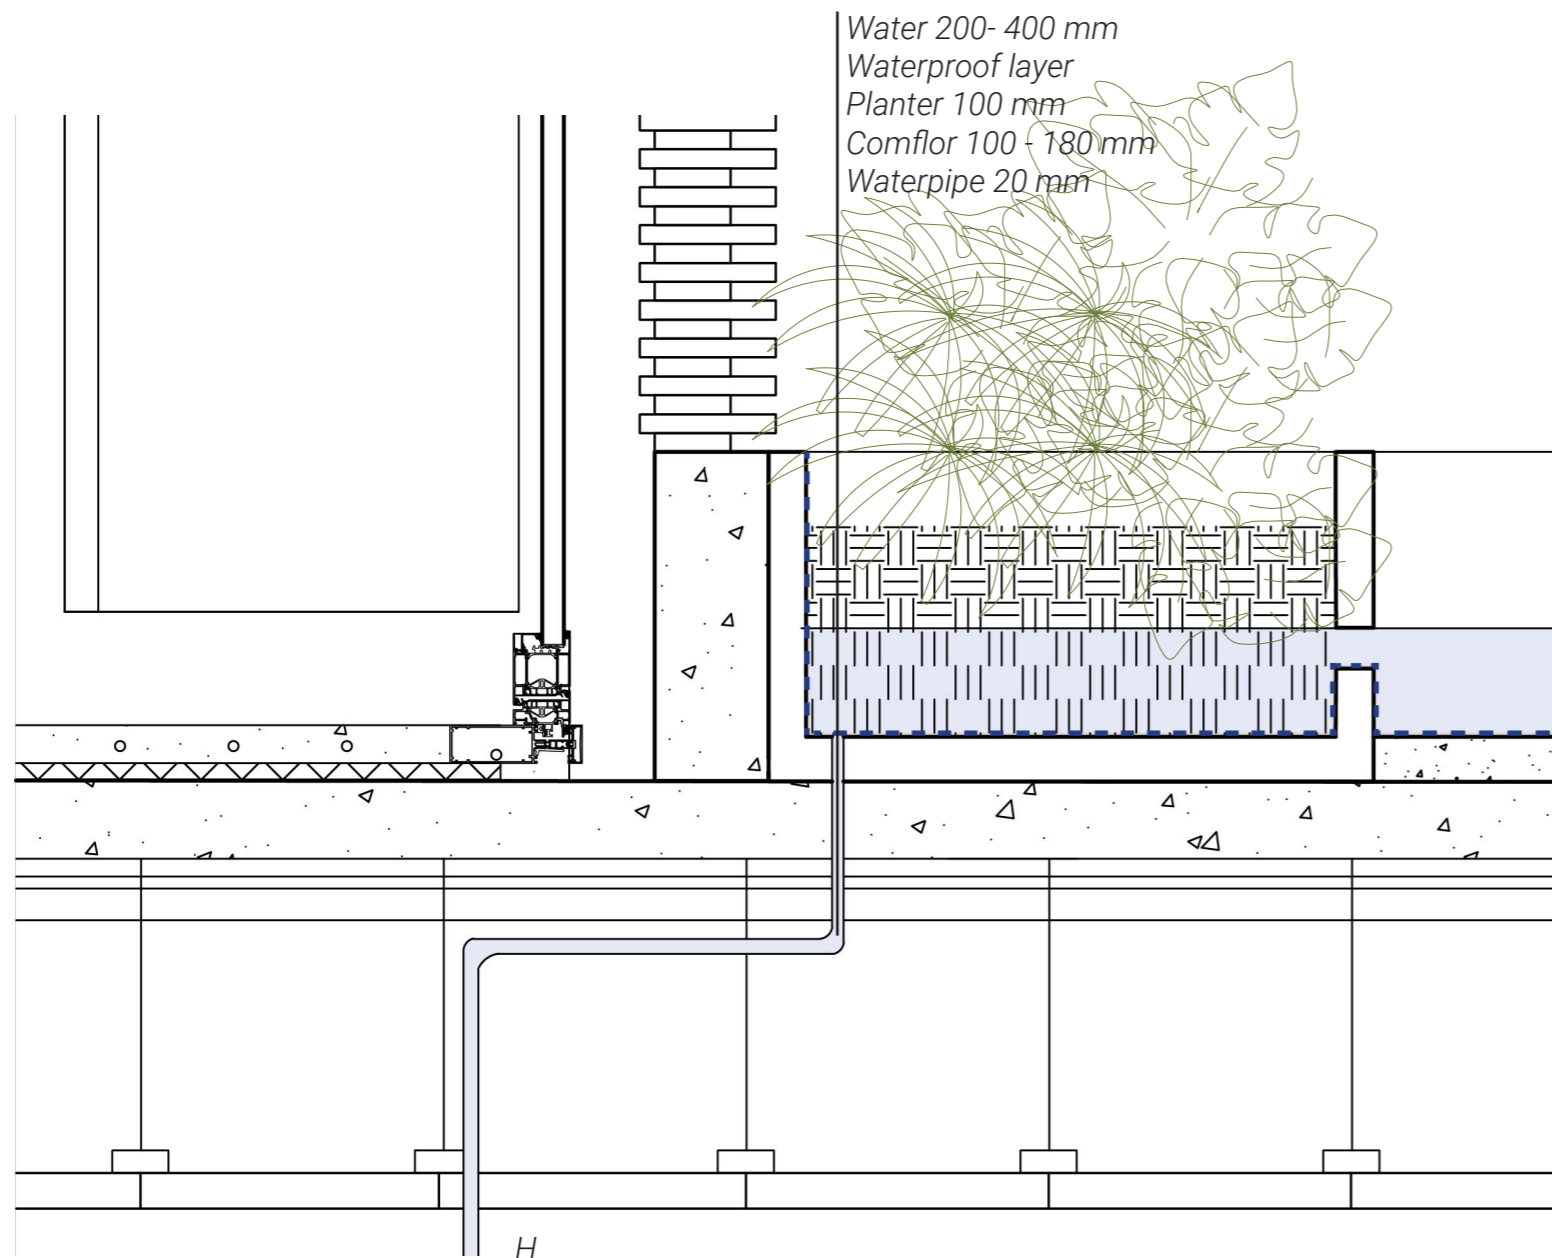 Water 200- 400 mm
Waterproof layer
Planter 100 mm
Comflor 100 - 180 mm
Waterpipe 20 mm
H